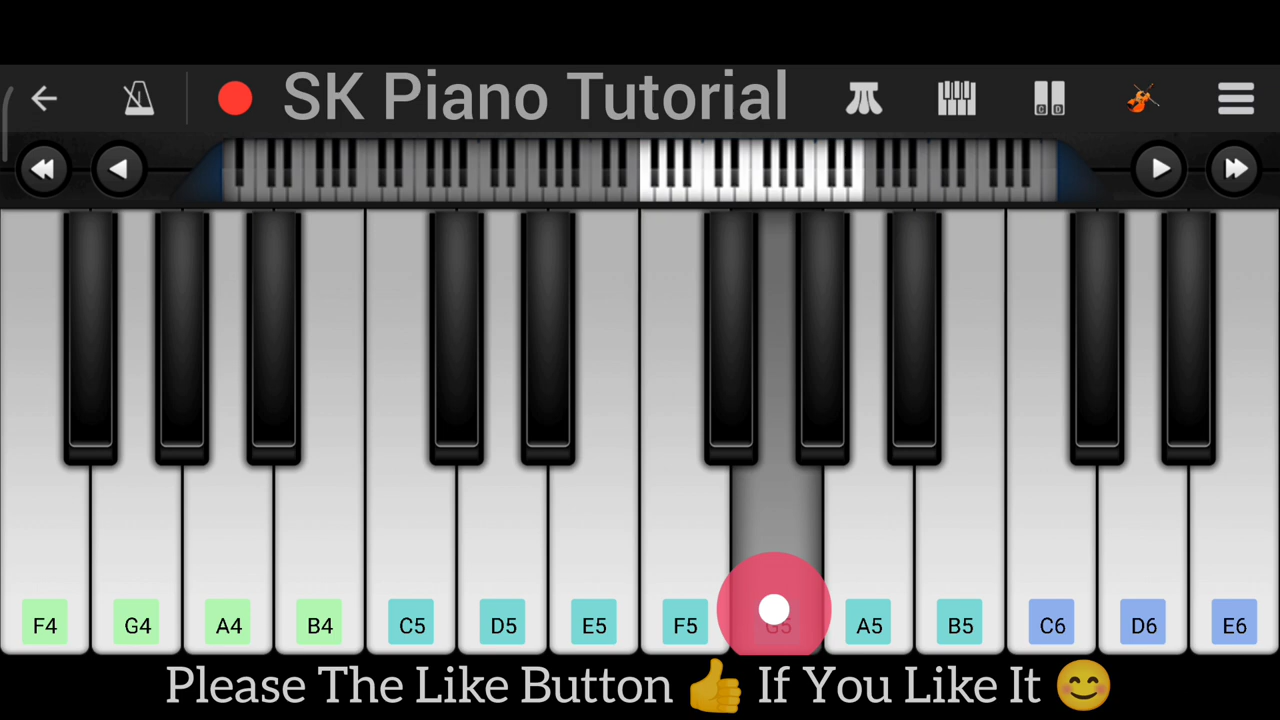 SK Piano Tutorial
F4 G4 A4 B4 C5 D5 E5 F5 G5 A5 B5 C6 D6 E6
Please The Like Button 👍 If You Like It 😊